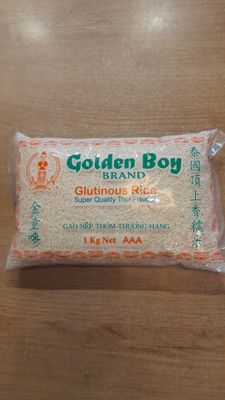 Golden Boy
BRAND
Glutinous Rice
Super Quality Thai Flavour
GẠO NẾP THƠM-THƯỢNG HẠNG
1 Kg Net AAA
金童嘜
泰國頂上香糯米